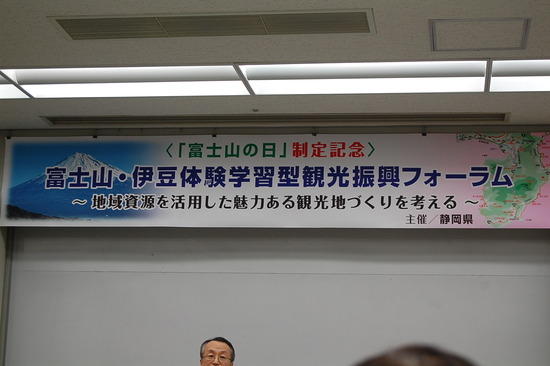 〈「富士山の日」制定記念〉
富士山・伊豆体験学習型観光振興フォーラム
～ 地域資源を活用した魅力ある観光地づくりを考える ～
主催／静岡県